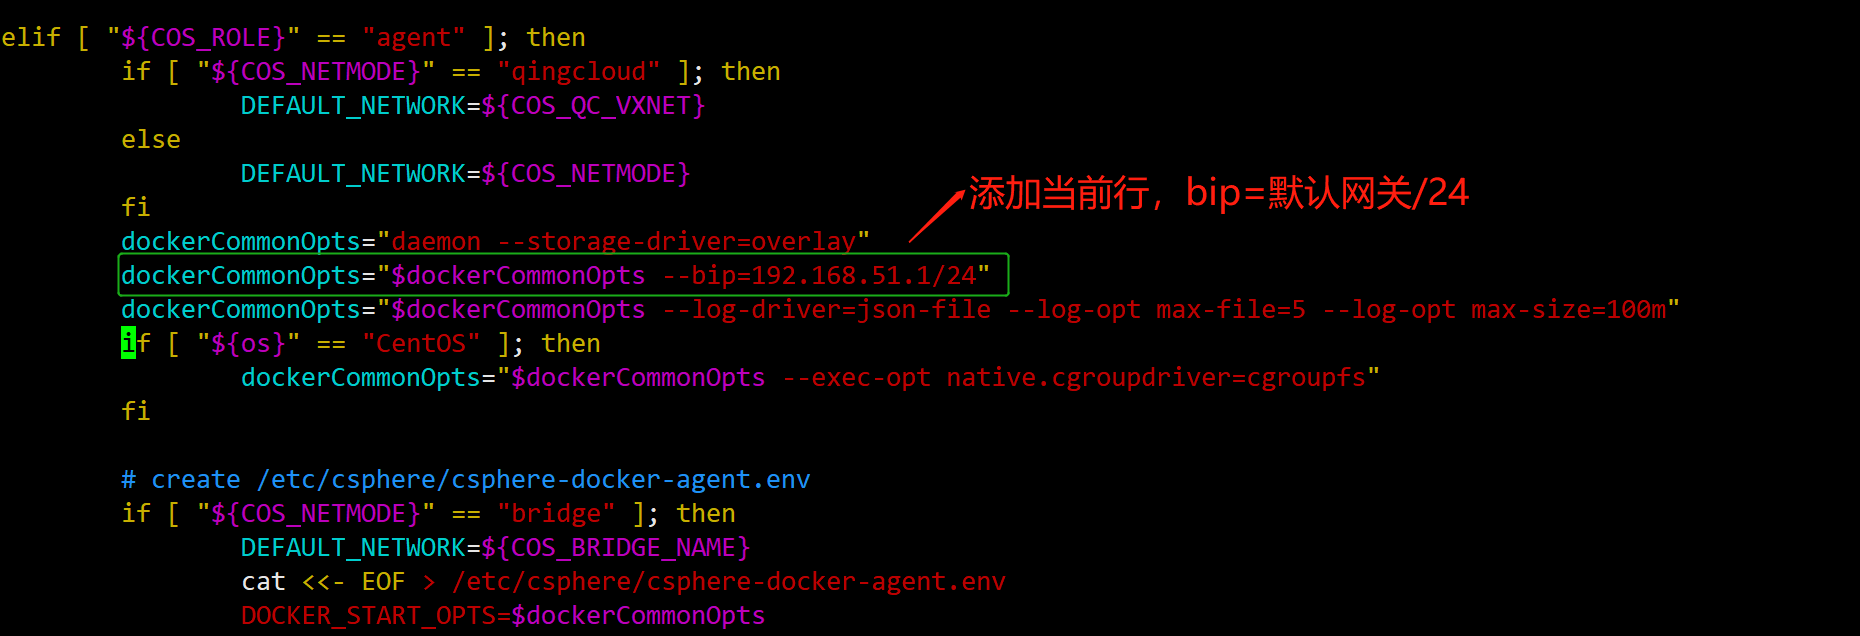 elif [ "${COS_ROLE}" == "agent" ]; then
if [ "${COS_NETMODE}" == "qingcloud" ]; then
DEFAULT_NETWORK=${COS_QC_VXNET}
else
DEFAULT_NETWORK=${COS_NETMODE}
添加当前行，bip=默认网关/24
fi
dockerCommonOpts="daemon --storage-driver=overlay"
dockerCommonOpts="$dockerCommonOpts --bip=192.168.51.1/24"
dockerCommonOpts="$dockerCommonOpts --log-driver=json-file --log-opt max-file=5 --log-opt max-size=100m"
if [ "${os}" == "CentOS" ]; then
dockerCommonOpts="$dockerCommonOpts --exec-opt native.cgroupdriver=cgroupfs"
fi
# create /etc/csphere/csphere-docker-agent.env
if [ "${COS_NETMODE}" == "bridge" ]; then
DEFAULT_NETWORK=${COS_BRIDGE_NAME}
cat <<- EOF > /etc/csphere/csphere-docker-agent.env
DOCKER_START_OPTS=$dockerCommonOpts